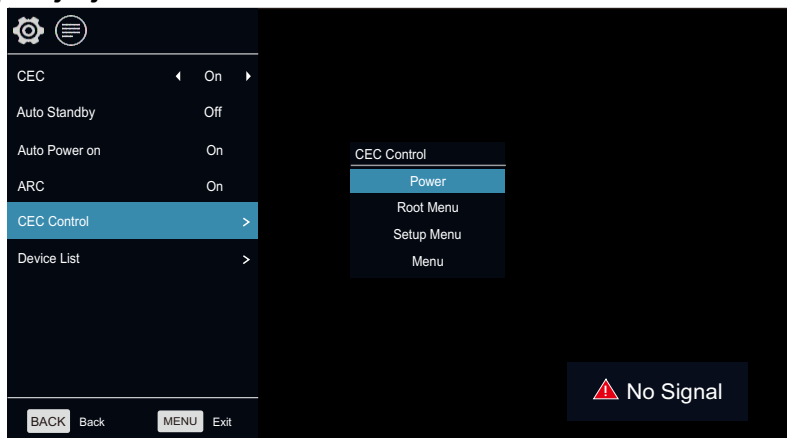 CEC On
Auto Standby Off
Auto Power on On
ARC On
CEC Control >
Device List >
BACK Back MENU Exit
CEC Control
Power
Root Menu
Setup Menu
Menu
No Signal